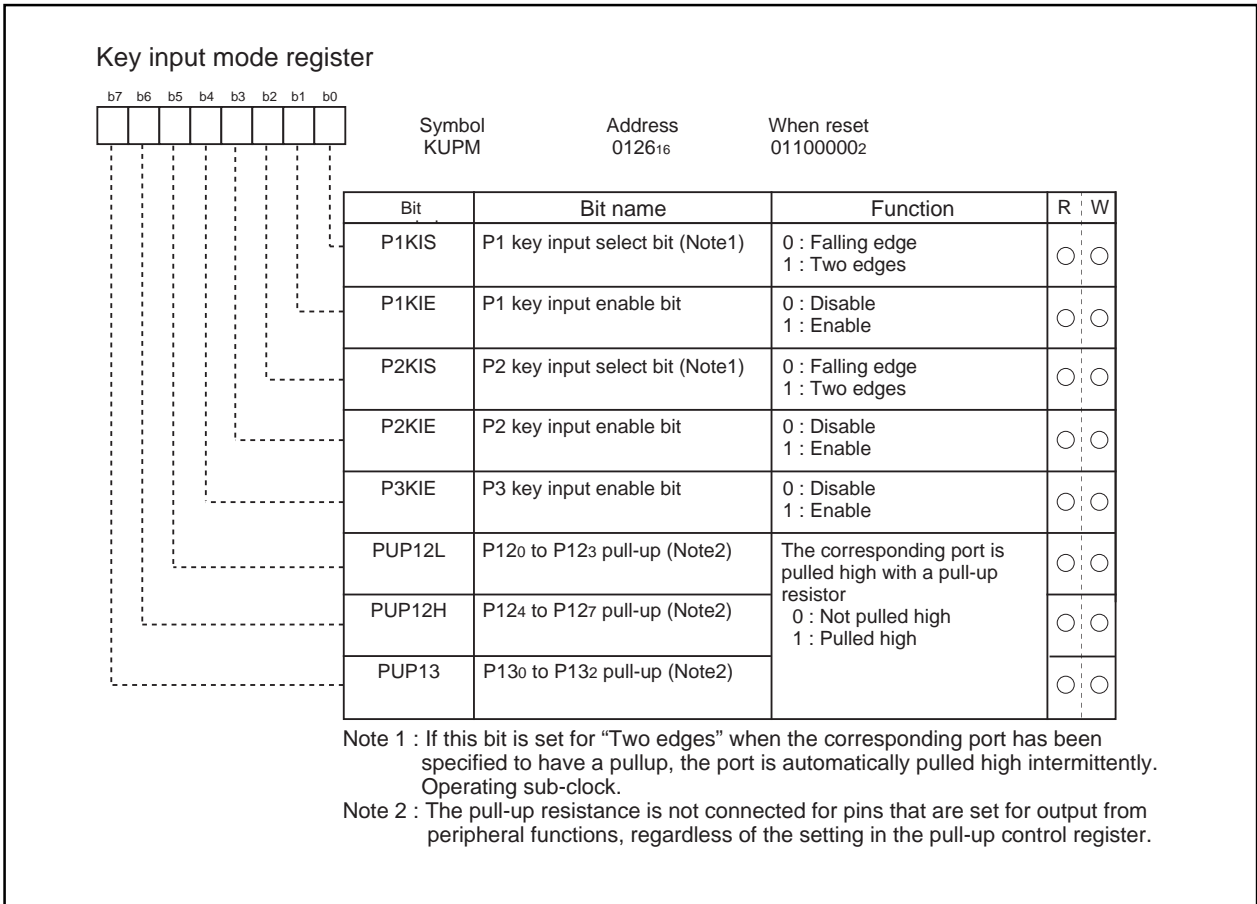 Key input mode register
b7 b6 b5 b4 b3 b2 b1 b0
Symbol Address When reset
KUPM 012616 011000002
Bit Bit name Function R W
P1KIS P1 key input select bit (Note1) 0 : Falling edge
1 : Two edges
P1KIE P1 key input enable bit 0 : Disable
1 : Enable
P2KIS P2 key input select bit (Note1) 0 : Falling edge
1 : Two edges
P2KIE P2 key input enable bit 0 : Disable
1 : Enable
P3KIE P3 key input enable bit 0 : Disable
1 : Enable
PUP12L P120 to P123 pull-up (Note2) The corresponding port is
pulled high with a pull-up
resistor
PUP12H P124 to P127 pull-up (Note2) 0 : Not pulled high
1 : Pulled high
PUP13 P130 to P132 pull-up (Note2)
Note 1 : If this bit is set for “Two edges” when the corresponding port has been
specified to have a pullup, the port is automatically pulled high intermittently.
Operating sub-clock.
Note 2 : The pull-up resistance is not connected for pins that are set for output from
peripheral functions, regardless of the setting in the pull-up control register.